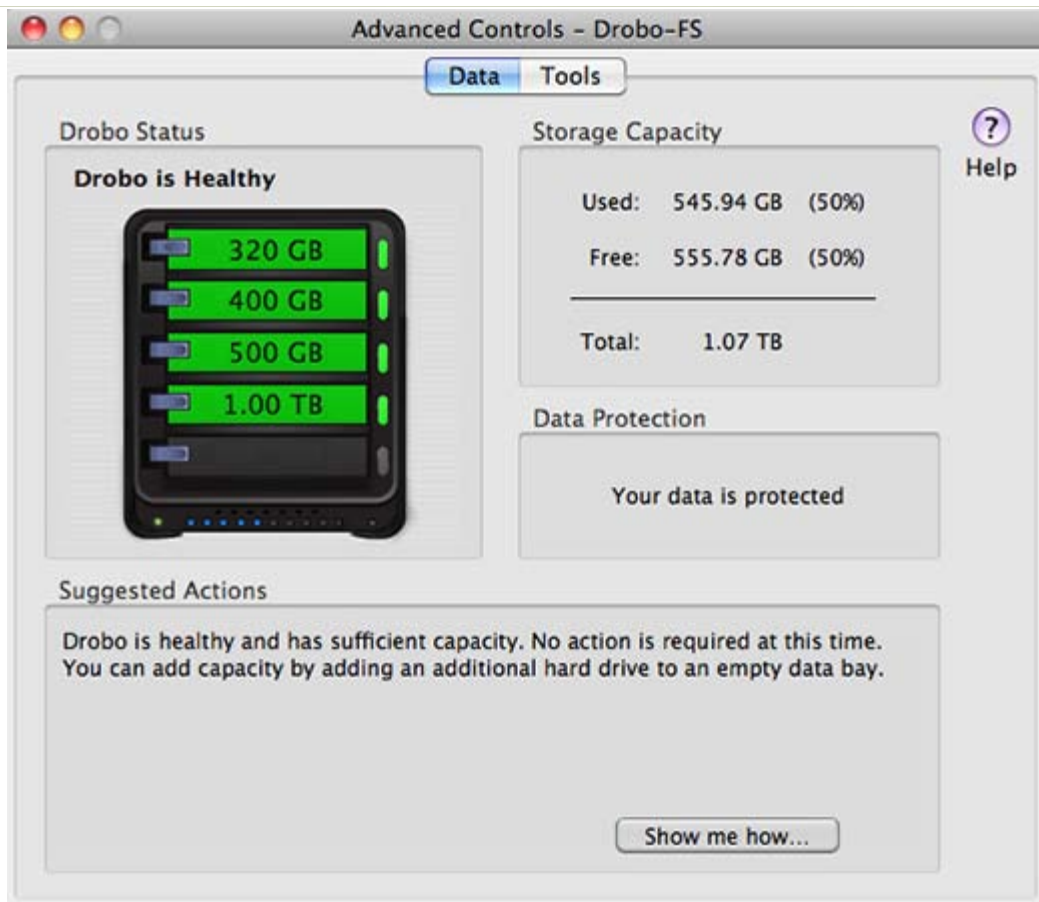 Advanced Controls – Drobo-FS
Data Tools
Drobo Status
Drobo is Healthy
320 GB
400 GB
500 GB
1.00 TB
Storage Capacity
Used: 545.94 GB (50%)
Free: 555.78 GB (50%)
Total: 1.07 TB
?
Help
Data Protection
Your data is protected
Suggested Actions
Drobo is healthy and has sufficient capacity. No action is required at this time.
You can add capacity by adding an additional hard drive to an empty data bay.
Show me how...